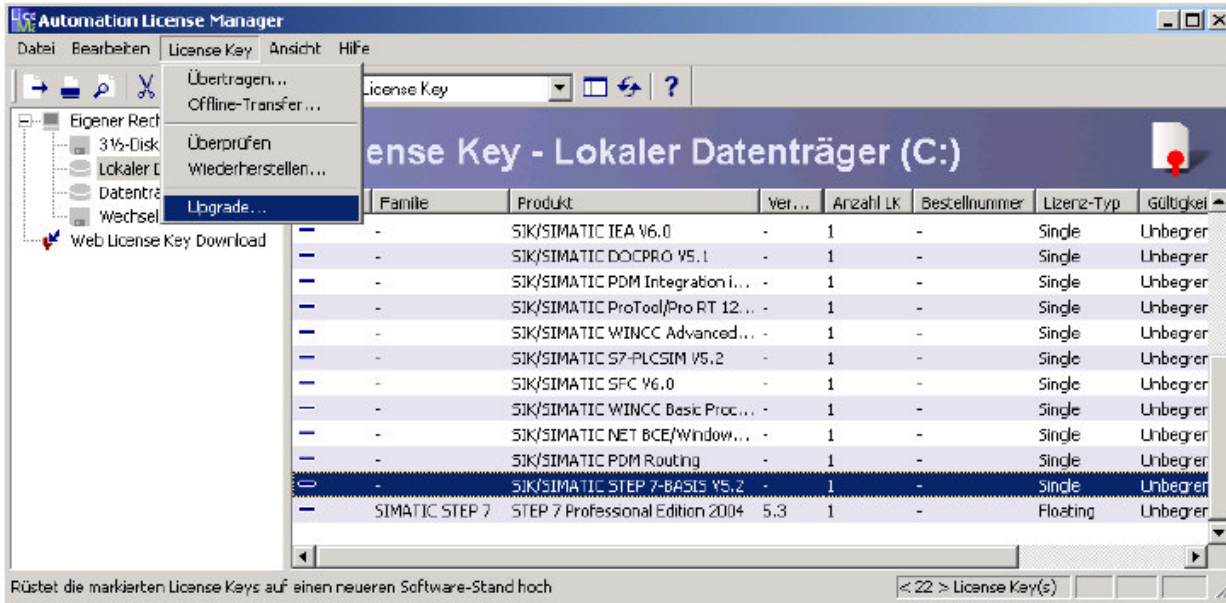 Automation License Manager
Datei Bearbeiten License Key Ansicht Hilfe
License Key
Übertragen...
Offline-Transfer...
Überprüfen
Wiederherstellen...
Upgrade...
Eigener Rech
3½-Disk
Lokaler D
Datenträ
Wechsel
Web License Key Download
ense Key - Lokaler Datenträger (C:)
Familie Produkt Ver... Anzahl LK Bestellnummer Lizenz-Typ Gültigkei
- SIK/SIMATIC IEA V6.0 - 1 - Single Unbegren
- SIK/SIMATIC DOCPRO V5.1 - 1 - Single Unbegren
- SIK/SIMATIC PDM Integration i... - 1 - Single Unbegren
- SIK/SIMATIC ProTool/Pro RT 12... - 1 - Single Unbegren
- SIK/SIMATIC WINCC Advanced... - 1 - Single Unbegren
- SIK/SIMATIC S7-PLCSIM V5.2 - 1 - Single Unbegren
- SIK/SIMATIC SFC V6.0 - 1 - Single Unbegren
- SIK/SIMATIC WINCC Basic Proc... - 1 - Single Unbegren
- SIK/SIMATIC NET BCE/Window... - 1 - Single Unbegren
- SIK/SIMATIC PDM Routing - 1 - Single Unbegren
- SIK/SIMATIC STEP 7-BASIS V5.2 - 1 - Single Unbegren
SIMATIC STEP 7 STEP 7 Professional Edition 2004 5.3 1 - Floating Unbegren
Rüstet die markierten License Keys auf einen neueren Software-Stand hoch < 22 > License Key(s)